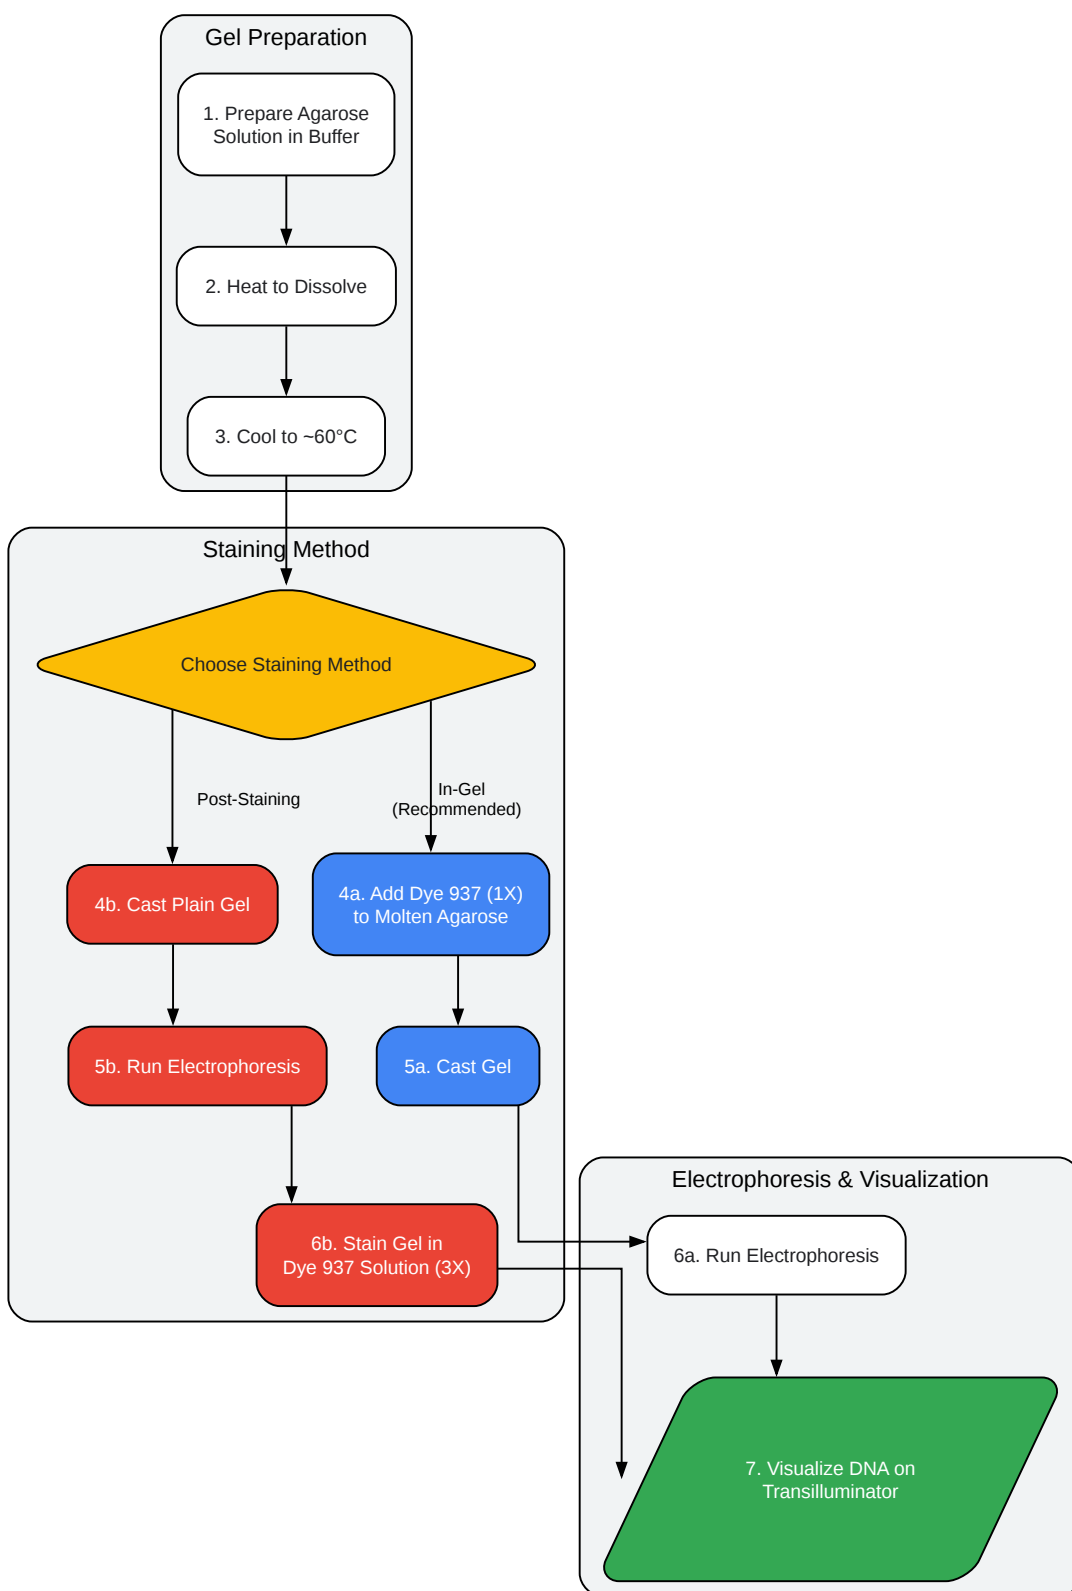 Gel Preparation
1. Prepare Agarose
Solution in Buffer
2. Heat to Dissolve
3. Cool to ~60°C
Staining Method
Choose Staining Method
Post-Staining
In-Gel
(Recommended)
4b. Cast Plain Gel
4a. Add Dye 937 (1X)
to Molten Agarose
5b. Run Electrophoresis
5a. Cast Gel
Electrophoresis & Visualization
6b. Stain Gel in
Dye 937 Solution (3X)
6a. Run Electrophoresis
7. Visualize DNA on
Transilluminator